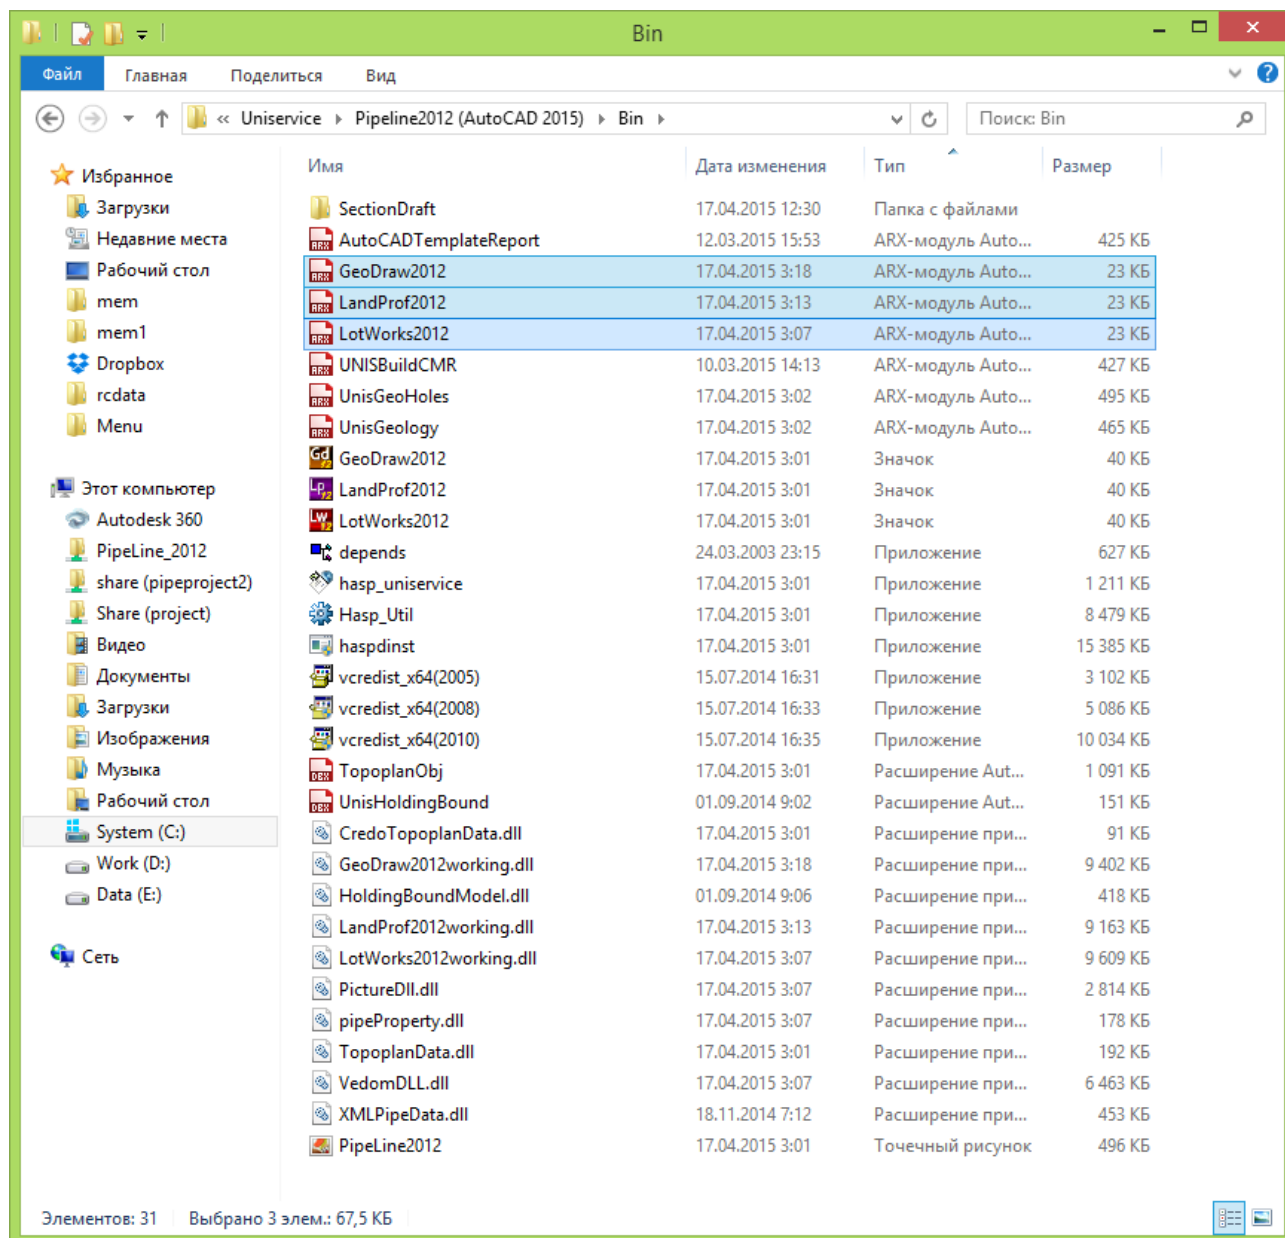 Bin
Файл Главная Поделиться Вид
« Uniservice Pipeline2012 (AutoCAD 2015) Bin Поиск: Bin
Имя Дата изменения Тип Размер
Избранное
Загрузки
Недавние места
Рабочий стол
mem
mem1
Dropbox
rcdata
Menu
Этот компьютер
Autodesk 360
PipeLine_2012
share (pipeproject2)
Share (project)
Видео
Документы
Загрузки
Изображения
Музыка
Рабочий стол
System (C:)
Work (D:)
Data (E:)
Сеть
SectionDraft 17.04.2015 12:30 Папка с файлами
AutoCADTemplateReport 12.03.2015 15:53 ARX-модуль Auto... 425 КБ
GeoDraw2012 17.04.2015 3:18 ARX-модуль Auto... 23 КБ
LandProf2012 17.04.2015 3:13 ARX-модуль Auto... 23 КБ
LotWorks2012 17.04.2015 3:07 ARX-модуль Auto... 23 КБ
UNISBuildCMR 10.03.2015 14:13 ARX-модуль Auto... 427 КБ
UnisGeoHoles 17.04.2015 3:02 ARX-модуль Auto... 495 КБ
UnisGeology 17.04.2015 3:02 ARX-модуль Auto... 465 КБ
GeoDraw2012 17.04.2015 3:01 Значок 40 КБ
LandProf2012 17.04.2015 3:01 Значок 40 КБ
LotWorks2012 17.04.2015 3:01 Значок 40 КБ
depends 24.03.2003 23:15 Приложение 627 КБ
hasp_uniservice 17.04.2015 3:01 Приложение 1 211 КБ
Hasp_Util 17.04.2015 3:01 Приложение 8 479 КБ
haspdinst 17.04.2015 3:01 Приложение 15 385 КБ
vcredist_x64(2005) 15.07.2014 16:31 Приложение 3 102 КБ
vcredist_x64(2008) 15.07.2014 16:33 Приложение 5 086 КБ
vcredist_x64(2010) 15.07.2014 16:35 Приложение 10 034 КБ
TopoplanObj 17.04.2015 3:01 Расширение Aut... 1 091 КБ
UnisHoldingBound 01.09.2014 9:02 Расширение Aut... 151 КБ
CredoTopoplanData.dll 17.04.2015 3:01 Расширение при... 91 КБ
GeoDraw2012working.dll 17.04.2015 3:18 Расширение при... 9 402 КБ
HoldingBoundModel.dll 01.09.2014 9:06 Расширение при... 418 КБ
LandProf2012working.dll 17.04.2015 3:13 Расширение при... 9 163 КБ
LotWorks2012working.dll 17.04.2015 3:07 Расширение при... 9 609 КБ
PictureDll.dll 17.04.2015 3:07 Расширение при... 2 814 КБ
pipeProperty.dll 17.04.2015 3:07 Расширение при... 178 КБ
TopoplanData.dll 17.04.2015 3:01 Расширение при... 192 КБ
VedomDLL.dll 17.04.2015 3:07 Расширение при... 6 463 КБ
XMLPipeData.dll 18.11.2014 7:12 Расширение при... 453 КБ
PipeLine2012 17.04.2015 3:01 Точечный рисунок 496 КБ
Элементов: 31 Выбрано 3 элем.: 67,5 КБ